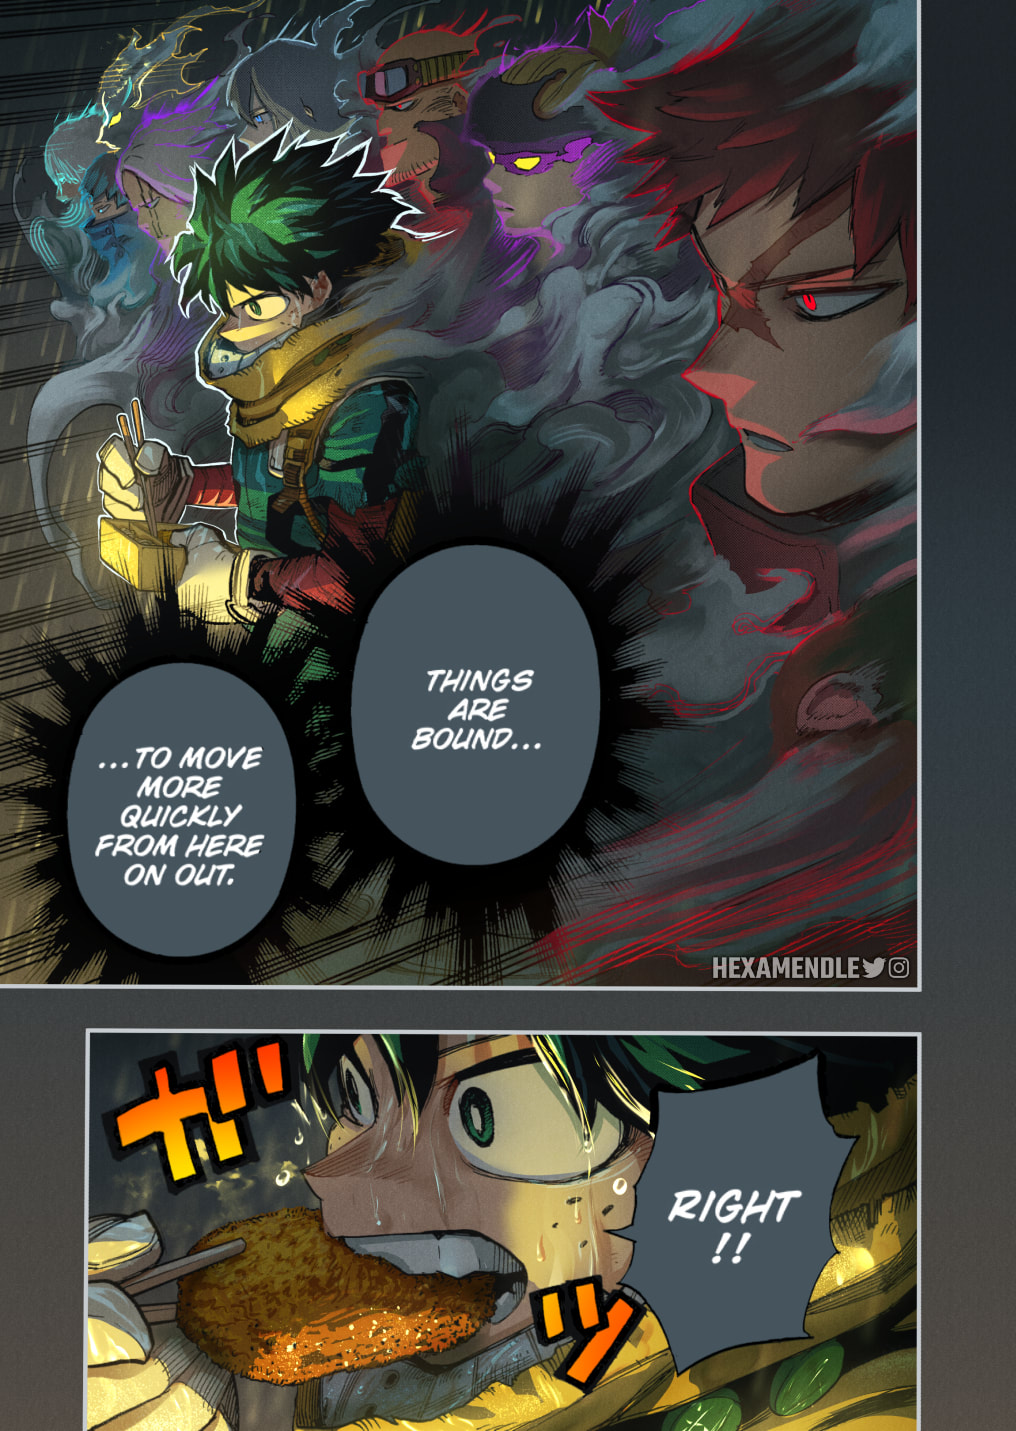 THINGS
ARE
BOUND...
...TO MOVE
MORE
QUICKLY
FROM HERE
ON OUT.
HEXAMENDLE
ガ
RIGHT
!!
ツ